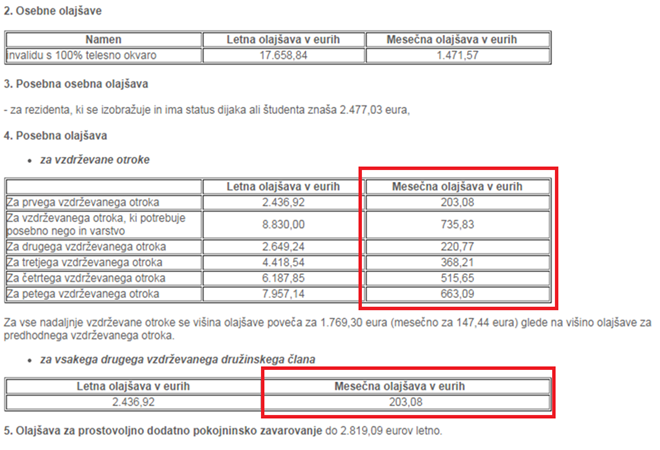 2. Osebne olajšave
Namen Letna olajšava v eurih Mesečna olajšava v eurih
invalidu s 100% telesno okvaro 17.658,84 1.471,57
3. Posebna osebna olajšava
- za rezidenta, ki se izobražuje in ima status dijaka ali študenta znaša 2.477,03 eura,
4. Posebna olajšava
• za vzdrževane otroke
Letna olajšava v eurih Mesečna olajšava v eurih
Za prvega vzdrževanega otroka 2.436,92 203,08
Za vzdrževanega otroka, ki potrebuje
posebno nego in varstvo 8.830,00 735,83
Za drugega vzdrževanega otroka 2.649,24 220,77
Za tretjega vzdrževanega otroka 4.418,54 368,21
Za četrtega vzdrževanega otroka 6.187,85 515,65
Za petega vzdrževanega otroka 7.957,14 663,09
Za vse nadaljnje vzdrževane otroke se višina olajšave poveča za 1.769,30 eura (mesečno za 147,44 eura) glede na višino olajšave za
predhodnega vzdrževanega otroka.
• za vsakega drugega vzdrževanega družinskega člana
Letna olajšava v eurih Mesečna olajšava v eurih
2.436,92 203,08
5. Olajšava za prostovoljno dodatno pokojninsko zavarovanje do 2.819,09 eurov letno.